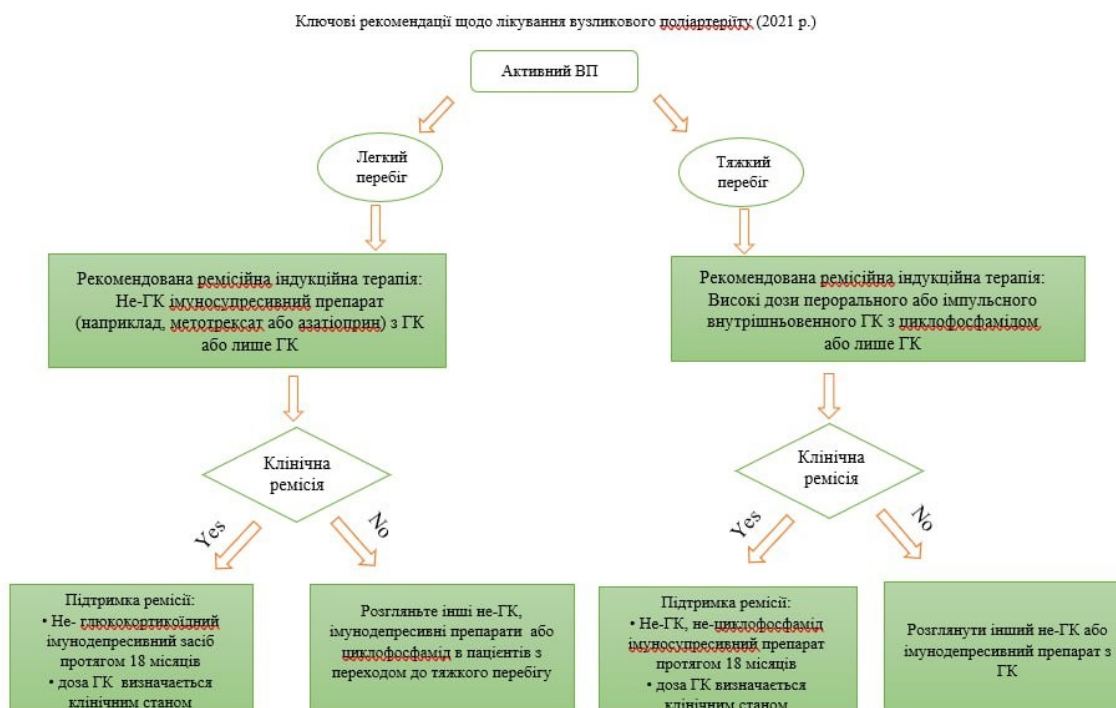 Ключові рекомендації щодо лікування вузликового поліартеріїту (2021 р.)
Активний ВП
Легкий
перебіг
Тяжкий
перебіг
Рекомендована ремісійна індукційна терапія:
Не-ГК імуносупресивний препарат
(наприклад, метотрексат або азатіоприн) з ГК
або лише ГК
Рекомендована ремісійна індукційна терапія:
Високі дози перорального або імпульсного
внутрішньовенного ГК з циклофосфамідом
або лише ГК
Клінічна
ремісія
Клінічна
ремісія
Yes
No
Yes
No
Підтримка ремісії:
• Не- глюкокортикоїдний
імунодепресивний засіб
протягом 18 місяців
• доза ГК визначається
клінічним станом
Розгляньте інші не-ГК,
імунодепресивні препарати або
циклофосфамід в пацієнтів з
переходом до тяжкого перебігу
Підтримка ремісії:
• Не-ГК, не-циклофосфамід
імуносупресивний препарат
протягом 18 місяців
• доза ГК визначається
клінічним станом
Розглянути інший не-ГК або
імунодепресивний препарат з
ГК